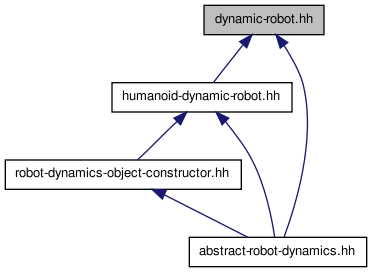 dynamic-robot.hh
humanoid-dynamic-robot.hh
robot-dynamics-object-constructor.hh
abstract-robot-dynamics.hh